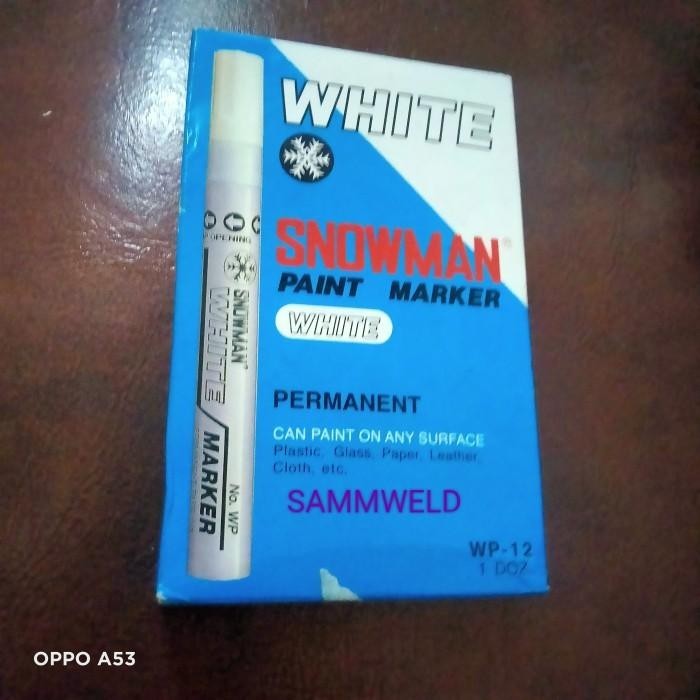 WHITE
SNOWMAN®
PAINT MARKER
WHITE
PERMANENT
CAN PAINT ON ANY SURFACE
Plastic, Glass, Paper, Leather,
Cloth, etc.
SAMMWELD
WP-12
1 DOZ
OPENING
SNOWMAN
WHITE
MARKER
No. WP
OPPO A53